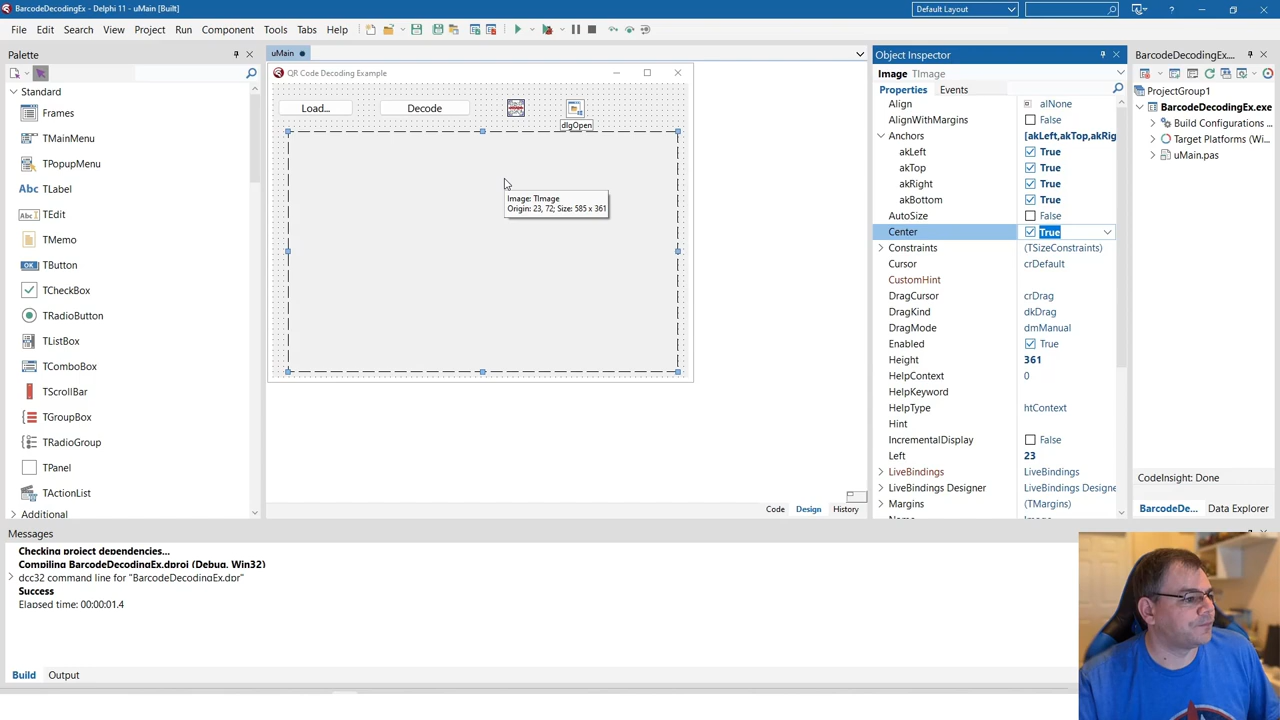 BarcodeDecodingEx - Delphi 11 - uMain [Built]
Default Layout
File Edit Search View Project Run Component Tools Tabs Help
Palette
Standard
Frames
TMainMenu
TPopupMenu
Abc TLabel
TEdit
TMemo
OK TButton
TCheckBox
TRadioButton
TListBox
TComboBox
TScrollBar
TGroupBox
TRadioGroup
TPanel
TActionList
Additional
uMain
QR Code Decoding Example
Load...
Decode
dlgOpen
Image: TImage
Origin: 23, 72; Size: 585 x 361
Code Design History
Object Inspector
Image TImage
Properties Events
Align alNone
AlignWithMargins False
Anchors [akLeft,akTop,akRig
akLeft True
akTop True
akRight True
akBottom True
AutoSize False
Center True
Constraints (TSizeConstraints)
Cursor crDefault
CustomHint
DragCursor crDrag
DragKind dkDrag
DragMode dmManual
Enabled True
Height 361
HelpContext 0
HelpKeyword
HelpType htContext
Hint
IncrementalDisplay False
Left 23
LiveBindings LiveBindings
LiveBindings Designer LiveBindings Designe
Margins (TMargins)
BarcodeDecodingEx....
ProjectGroup1
BarcodeDecodingEx.exe
Build Configurations ...
Target Platforms (Wi...
uMain.pas
CodeInsight: Done
BarcodeDe... Data Explorer
Messages
Checking project dependencies...
Compiling BarcodeDecodingEx.dproj (Debug, Win32)
dcc32 command line for "BarcodeDecodingEx.dpr"
Success
Elapsed time: 00:00:01.4
Build Output